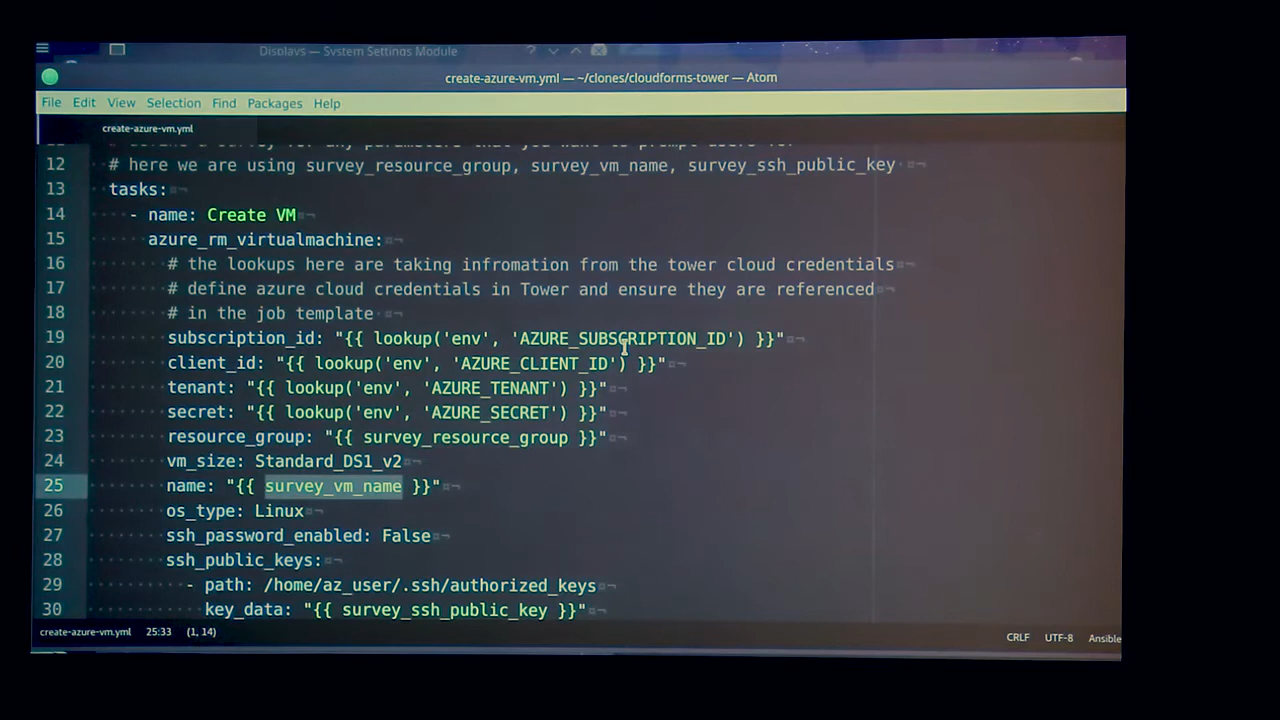 Displays — System Settings Module
create-azure-vm.yml — ~/clones/cloudforms-tower — Atom
File Edit View Selection Find Packages Help
create-azure-vm.yml
12 # here we are using survey_resource_group, survey_vm_name, survey_ssh_public_key
13 tasks:
14 - name: Create VM
15 azure_rm_virtualmachine:
16 # the lookups here are taking infromation from the tower cloud credentials
17 # define azure cloud credentials in Tower and ensure they are referenced
18 # in the job template
19 subscription_id: "{{ lookup('env', 'AZURE_SUBSCRIPTION_ID') }}"
20 client_id: "{{ lookup('env', 'AZURE_CLIENT_ID') }}"
21 tenant: "{{ lookup('env', 'AZURE_TENANT') }}"
22 secret: "{{ lookup('env', 'AZURE_SECRET') }}"
23 resource_group: "{{ survey_resource_group }}"
24 vm_size: Standard_DS1_v2
25 name: "{{ survey_vm_name }}"
26 os_type: Linux
27 ssh_password_enabled: False
28 ssh_public_keys:
29 - path: /home/az_user/.ssh/authorized_keys
30 key_data: "{{ survey_ssh_public_key }}"
create-azure-vm.yml 25:33 (1, 14) CRLF UTF-8 Ansible